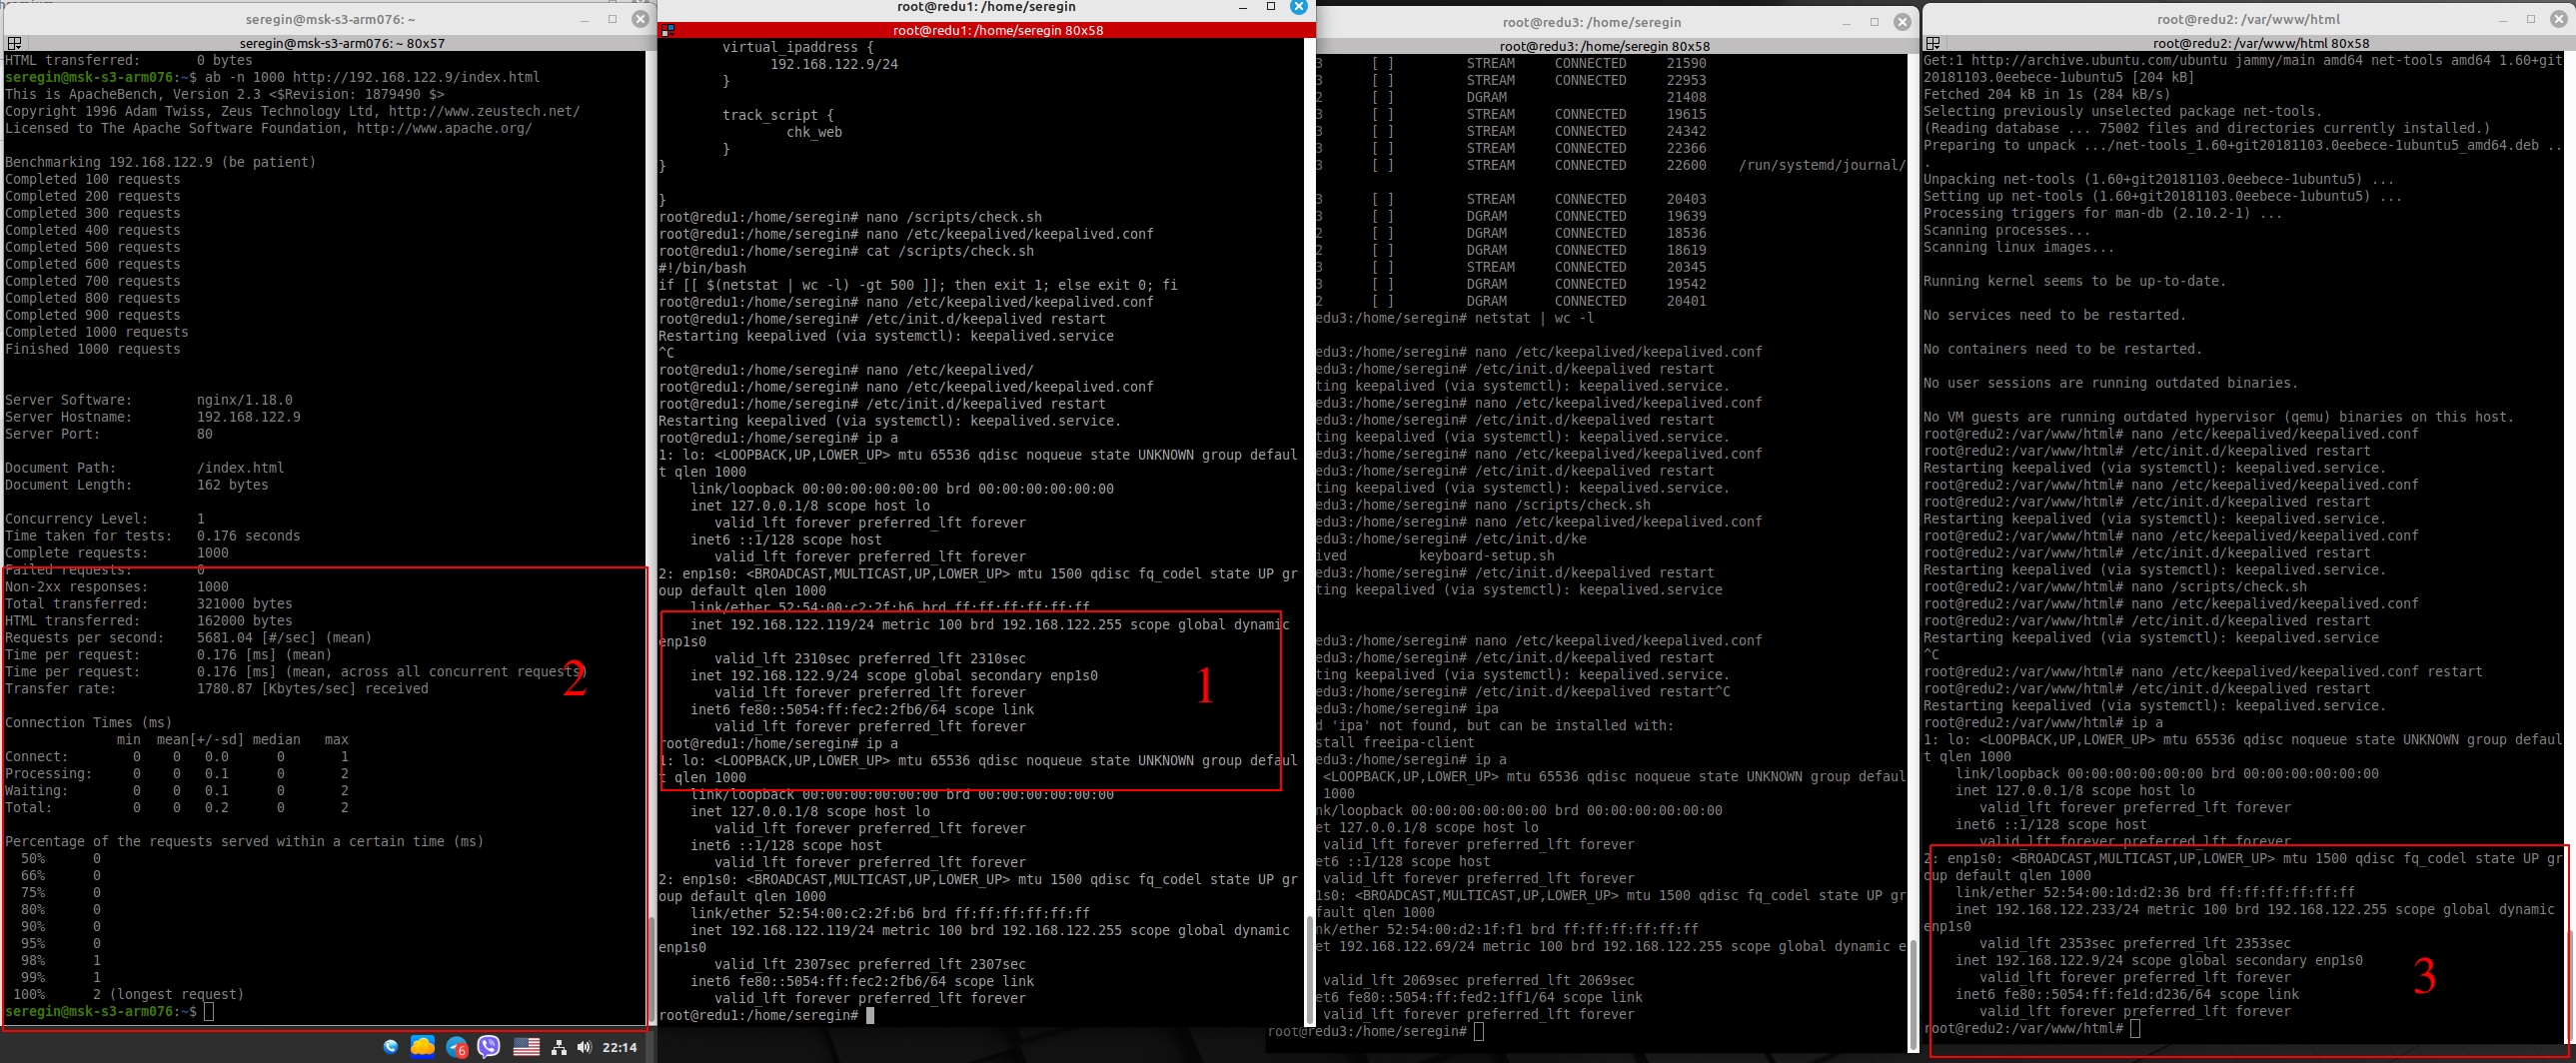 seregin@msk-s3-arm076: ~
seregin@msk-s3-arm076: ~ 80x57
HTML transferred:       0 bytes
seregin@msk-s3-arm076:~$ ab -n 1000 http://192.168.122.9/index.html
This is ApacheBench, Version 2.3 <$Revision: 1879490 $>
Copyright 1996 Adam Twiss, Zeus Technology Ltd, http://www.zeustech.net/
Licensed to The Apache Software Foundation, http://www.apache.org/
Benchmarking 192.168.122.9 (be patient)
Completed 100 requests
Completed 200 requests
Completed 300 requests
Completed 400 requests
Completed 500 requests
Completed 600 requests
Completed 700 requests
Completed 800 requests
Completed 900 requests
Completed 1000 requests
Finished 1000 requests
Server Software:        nginx/1.18.0
Server Hostname:        192.168.122.9
Server Port:            80
Document Path:          /index.html
Document Length:        162 bytes
Concurrency Level:      1
Time taken for tests:   0.176 seconds
Complete requests:      1000
Failed requests:        0
Non-2xx responses:      1000
Total transferred:      321000 bytes
HTML transferred:       162000 bytes
Requests per second:    5681.04 [#/sec] (mean)
Time per request:       0.176 [ms] (mean)
Time per request:       0.176 [ms] (mean, across all concurrent requests)
Transfer rate:          1780.87 [Kbytes/sec] received
2
Connection Times (ms)
              min  mean[+/-sd] median   max
Connect:        0    0   0.0      0       1
Processing:     0    0   0.1      0       2
Waiting:        0    0   0.1      0       2
Total:          0    0   0.2      0       2
Percentage of the requests served within a certain time (ms)
  50%      0
  66%      0
  75%      0
  80%      0
  90%      0
  95%      0
  98%      1
  99%      1
 100%      2 (longest request)
seregin@msk-s3-arm076:~$
6
22:14
root@redu1: /home/seregin
root@redu1: /home/seregin 80x58
        virtual_ipaddress {
              192.168.122.9/24
        }
        track_script {
                chk_web
        }
}
}
root@redu1:/home/seregin# nano /scripts/check.sh
root@redu1:/home/seregin# nano /etc/keepalived/keepalived.conf
root@redu1:/home/seregin# cat /scripts/check.sh
#!/bin/bash
if [[ $(netstat | wc -l) -gt 500 ]]; then exit 1; else exit 0; fi
root@redu1:/home/seregin# nano /etc/keepalived/keepalived.conf
root@redu1:/home/seregin# /etc/init.d/keepalived restart
Restarting keepalived (via systemctl): keepalived.service
^C
root@redu1:/home/seregin# nano /etc/keepalived/
root@redu1:/home/seregin# nano /etc/keepalived/keepalived.conf
root@redu1:/home/seregin# /etc/init.d/keepalived restart
Restarting keepalived (via systemctl): keepalived.service.
root@redu1:/home/seregin# ip a
1: lo: <LOOPBACK,UP,LOWER_UP> mtu 65536 qdisc noqueue state UNKNOWN group defaul
t qlen 1000
    link/loopback 00:00:00:00:00:00 brd 00:00:00:00:00:00
    inet 127.0.0.1/8 scope host lo
       valid_lft forever preferred_lft forever
    inet6 ::1/128 scope host
       valid_lft forever preferred_lft forever
2: enp1s0: <BROADCAST,MULTICAST,UP,LOWER_UP> mtu 1500 qdisc fq_codel state UP gr
oup default qlen 1000
    link/ether 52:54:00:c2:2f:b6 brd ff:ff:ff:ff:ff:ff
    inet 192.168.122.119/24 metric 100 brd 192.168.122.255 scope global dynamic
enp1s0
       valid_lft 2310sec preferred_lft 2310sec
    inet 192.168.122.9/24 scope global secondary enp1s0
       valid_lft forever preferred_lft forever
    inet6 fe80::5054:ff:fec2:2fb6/64 scope link
       valid_lft forever preferred_lft forever
1
root@redu1:/home/seregin# ip a
1: lo: <LOOPBACK,UP,LOWER_UP> mtu 65536 qdisc noqueue state UNKNOWN group defaul
t qlen 1000
    link/loopback 00:00:00:00:00:00 brd 00:00:00:00:00:00
    inet 127.0.0.1/8 scope host lo
       valid_lft forever preferred_lft forever
    inet6 ::1/128 scope host
       valid_lft forever preferred_lft forever
2: enp1s0: <BROADCAST,MULTICAST,UP,LOWER_UP> mtu 1500 qdisc fq_codel state UP gr
oup default qlen 1000
    link/ether 52:54:00:c2:2f:b6 brd ff:ff:ff:ff:ff:ff
    inet 192.168.122.119/24 metric 100 brd 192.168.122.255 scope global dynamic
enp1s0
       valid_lft 2307sec preferred_lft 2307sec
    inet6 fe80::5054:ff:fec2:2fb6/64 scope link
       valid_lft forever preferred_lft forever
root@redu1:/home/seregin#
root@redu3: /home/seregin
root@redu3: /home/seregin 80x58
3      [ ]         STREAM     CONNECTED     21590
3      [ ]         STREAM     CONNECTED     22953
2      [ ]         DGRAM                    21408
3      [ ]         STREAM     CONNECTED     19615
3      [ ]         STREAM     CONNECTED     24342
3      [ ]         STREAM     CONNECTED     22366
3      [ ]         STREAM     CONNECTED     22600    /run/systemd/journal/
3      [ ]         STREAM     CONNECTED     20403
3      [ ]         DGRAM      CONNECTED     19639
2      [ ]         DGRAM      CONNECTED     18536
2      [ ]         DGRAM      CONNECTED     18619
3      [ ]         STREAM     CONNECTED     20345
3      [ ]         DGRAM      CONNECTED     19542
2      [ ]         DGRAM      CONNECTED     20401
edu3:/home/seregin# netstat | wc -l
edu3:/home/seregin# nano /etc/keepalived/keepalived.conf
edu3:/home/seregin# /etc/init.d/keepalived restart
ting keepalived (via systemctl): keepalived.service.
edu3:/home/seregin# nano /etc/keepalived/keepalived.conf
edu3:/home/seregin# /etc/init.d/keepalived restart
ting keepalived (via systemctl): keepalived.service.
edu3:/home/seregin# nano /etc/keepalived/keepalived.conf
edu3:/home/seregin# /etc/init.d/keepalived restart
ting keepalived (via systemctl): keepalived.service.
edu3:/home/seregin# nano /scripts/check.sh
edu3:/home/seregin# nano /etc/keepalived/keepalived.conf
edu3:/home/seregin# /etc/init.d/ke
ived         keyboard-setup.sh
edu3:/home/seregin# /etc/init.d/keepalived restart
ting keepalived (via systemctl): keepalived.service
edu3:/home/seregin# nano /etc/keepalived/keepalived.conf
edu3:/home/seregin# /etc/init.d/keepalived restart
ting keepalived (via systemctl): keepalived.service.
edu3:/home/seregin# /etc/init.d/keepalived restart^C
edu3:/home/seregin# ipa
d 'ipa' not found, but can be installed with:
stall freeipa-client
edu3:/home/seregin# ip a
<LOOPBACK,UP,LOWER_UP> mtu 65536 qdisc noqueue state UNKNOWN group defaul
1000
nk/loopback 00:00:00:00:00:00 brd 00:00:00:00:00:00
et 127.0.0.1/8 scope host lo
 valid_lft forever preferred_lft forever
et6 ::1/128 scope host
 valid_lft forever preferred_lft forever
1s0: <BROADCAST,MULTICAST,UP,LOWER_UP> mtu 1500 qdisc fq_codel state UP gr
fault qlen 1000
nk/ether 52:54:00:d2:1f:f1 brd ff:ff:ff:ff:ff:ff
et 192.168.122.69/24 metric 100 brd 192.168.122.255 scope global dynamic e
 valid_lft 2069sec preferred_lft 2069sec
et6 fe80::5054:ff:fed2:1ff1/64 scope link
 valid_lft forever preferred_lft forever
root@redu3:/home/seregin#
root@redu2: /var/www/html
root@redu2: /var/www/html 80x58
Get:1 http://archive.ubuntu.com/ubuntu jammy/main amd64 net-tools amd64 1.60+git
20181103.0eebece-1ubuntu5 [204 kB]
Fetched 204 kB in 1s (284 kB/s)
Selecting previously unselected package net-tools.
(Reading database ... 75002 files and directories currently installed.)
Preparing to unpack .../net-tools_1.60+git20181103.0eebece-1ubuntu5_amd64.deb ..
.
Unpacking net-tools (1.60+git20181103.0eebece-1ubuntu5) ...
Setting up net-tools (1.60+git20181103.0eebece-1ubuntu5) ...
Processing triggers for man-db (2.10.2-1) ...
Scanning processes...
Scanning linux images...
Running kernel seems to be up-to-date.
No services need to be restarted.
No containers need to be restarted.
No user sessions are running outdated binaries.
No VM guests are running outdated hypervisor (qemu) binaries on this host.
root@redu2:/var/www/html# nano /etc/keepalived/keepalived.conf
root@redu2:/var/www/html# /etc/init.d/keepalived restart
Restarting keepalived (via systemctl): keepalived.service.
root@redu2:/var/www/html# nano /etc/keepalived/keepalived.conf
root@redu2:/var/www/html# /etc/init.d/keepalived restart
Restarting keepalived (via systemctl): keepalived.service.
root@redu2:/var/www/html# nano /etc/keepalived/keepalived.conf
root@redu2:/var/www/html# /etc/init.d/keepalived restart
Restarting keepalived (via systemctl): keepalived.service.
root@redu2:/var/www/html# nano /scripts/check.sh
root@redu2:/var/www/html# nano /etc/keepalived/keepalived.conf
root@redu2:/var/www/html# /etc/init.d/keepalived restart
Restarting keepalived (via systemctl): keepalived.service
^C
root@redu2:/var/www/html# nano /etc/keepalived/keepalived.conf restart
root@redu2:/var/www/html# /etc/init.d/keepalived restart
Restarting keepalived (via systemctl): keepalived.service.
root@redu2:/var/www/html# ip a
1: lo: <LOOPBACK,UP,LOWER_UP> mtu 65536 qdisc noqueue state UNKNOWN group defaul
t qlen 1000
    link/loopback 00:00:00:00:00:00 brd 00:00:00:00:00:00
    inet 127.0.0.1/8 scope host lo
       valid_lft forever preferred_lft forever
    inet6 ::1/128 scope host
       valid_lft forever preferred_lft forever
2: enp1s0: <BROADCAST,MULTICAST,UP,LOWER_UP> mtu 1500 qdisc fq_codel state UP gr
oup default qlen 1000
    link/ether 52:54:00:1d:d2:36 brd ff:ff:ff:ff:ff:ff
    inet 192.168.122.233/24 metric 100 brd 192.168.122.255 scope global dynamic
enp1s0
       valid_lft 2353sec preferred_lft 2353sec
    inet 192.168.122.9/24 scope global secondary enp1s0
       valid_lft forever preferred_lft forever
    inet6 fe80::5054:ff:fe1d:d236/64 scope link
       valid_lft forever preferred_lft forever
3
root@redu2:/var/www/html#